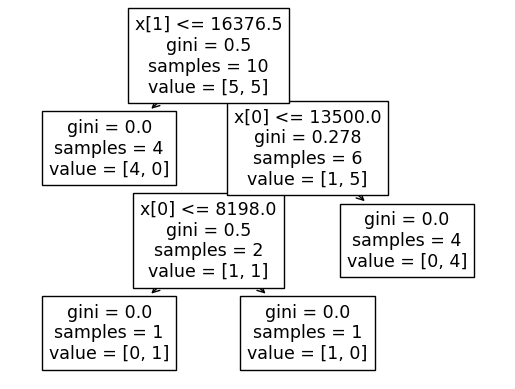 x[1] <= 16376.5
gini = 0.5
samples = 10
value = [5, 5]
gini = 0.0
samples = 4
value = [4, 0]
x[0] <= 13500.0
gini = 0.278
samples = 6
value = [1, 5]
x[0] <= 8198.0
gini = 0.5
samples = 2
value = [1, 1]
gini = 0.0
samples = 4
value = [0, 4]
gini = 0.0
samples = 1
value = [0, 1]
gini = 0.0
samples = 1
value = [1, 0]